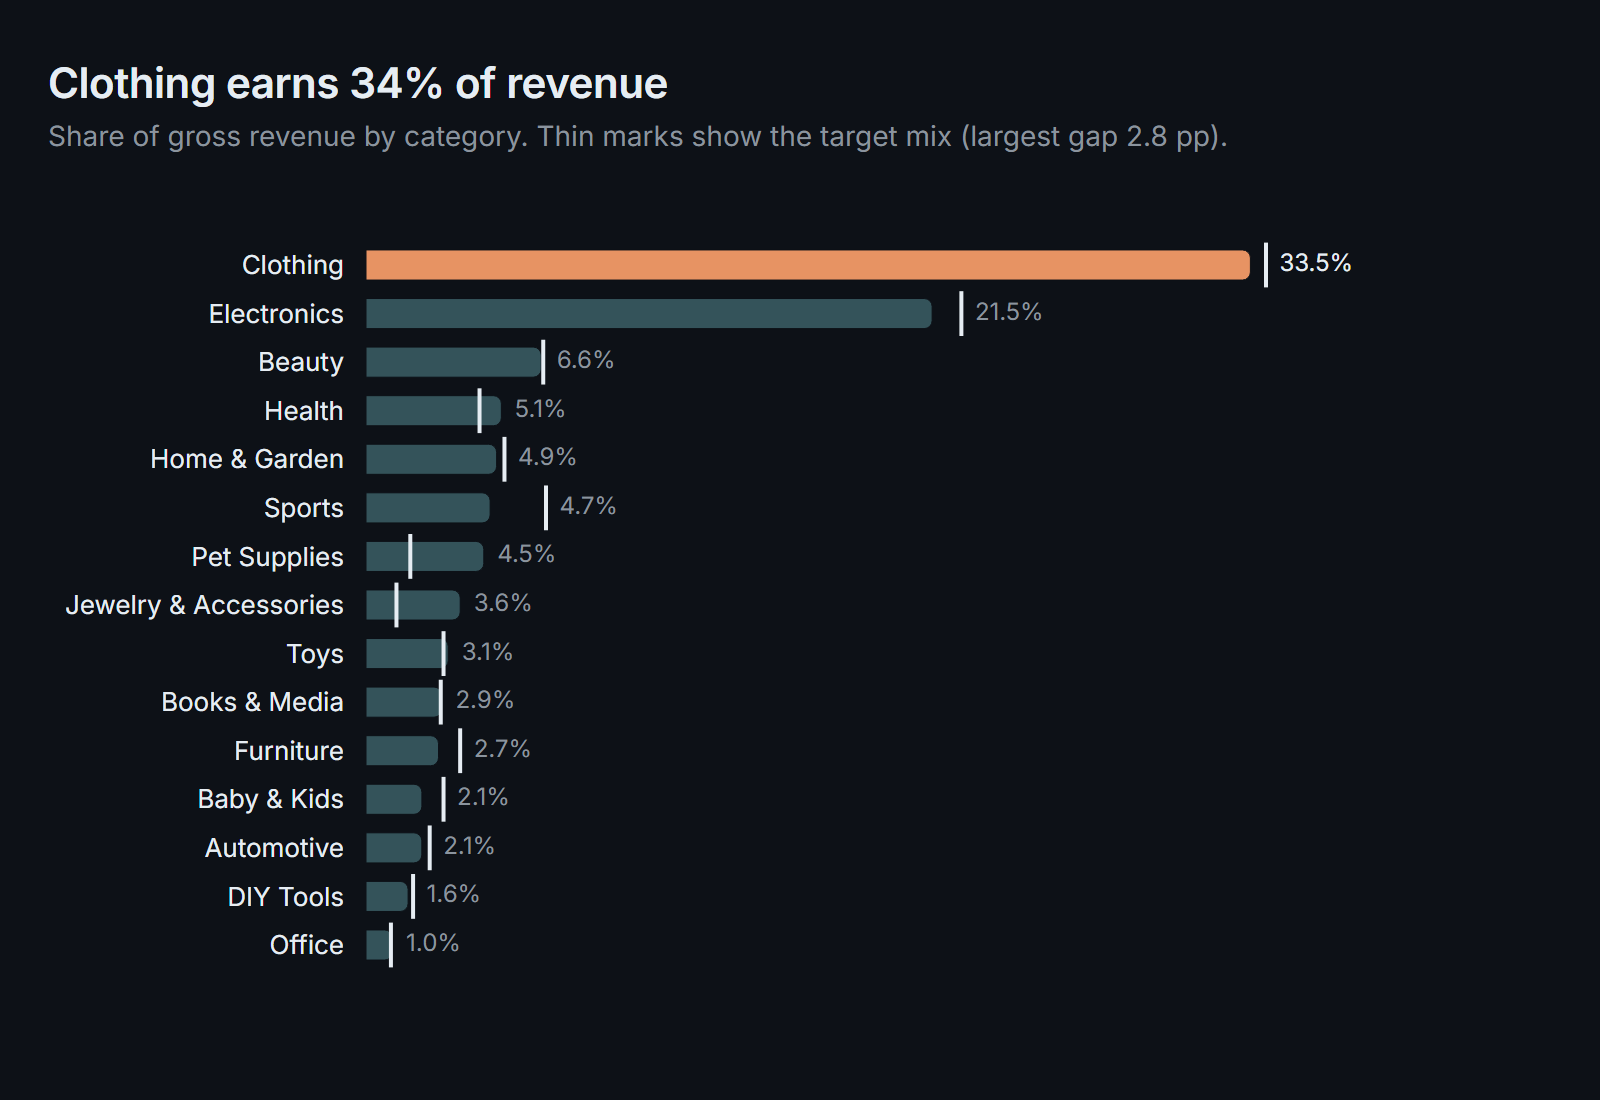 Clothing earns 34% of revenue
Share of gross revenue by category. Thin marks show the target mix (largest gap 2.8 pp).
Clothing 33.5%
Electronics 21.5%
Beauty 6.6%
Health 5.1%
Home & Garden 4.9%
Sports 4.7%
Pet Supplies 4.5%
Jewelry & Accessories 3.6%
Toys 3.1%
Books & Media 2.9%
Furniture 2.7%
Baby & Kids 2.1%
Automotive 2.1%
DIY Tools 1.6%
Office 1.0%